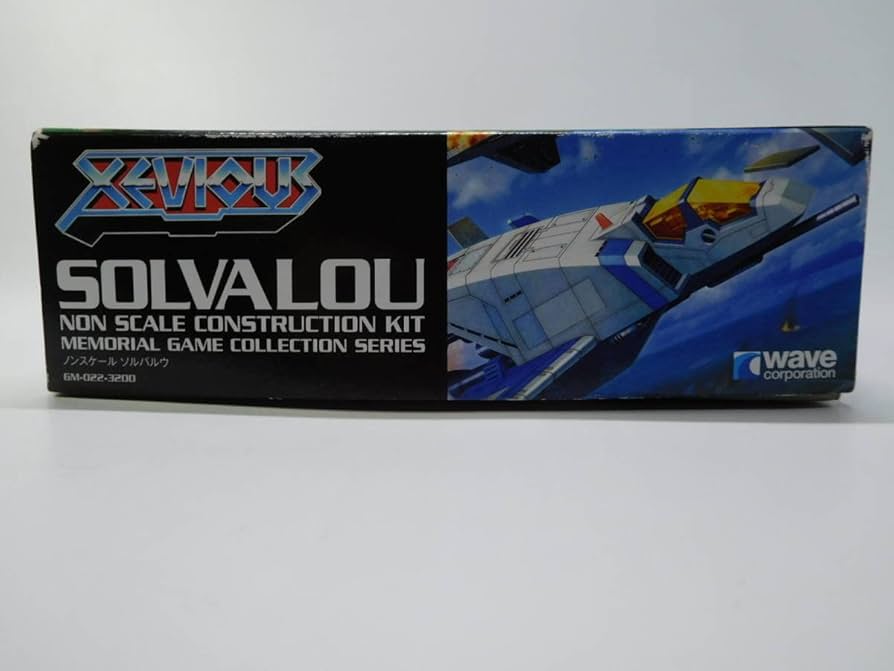 XEVIOUS
SOLVALOU
NON SCALE CONSTRUCTION KIT
MEMORIAL GAME COLLECTION SERIES
ノンスケール ソルバルウ
GM-022-3200
wave
corporation